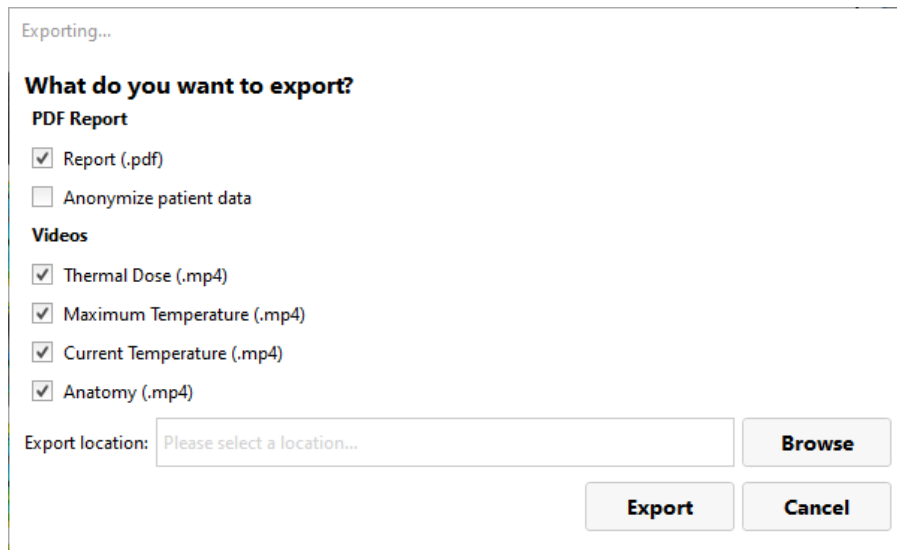 Exporting...
What do you want to export?
PDF Report
Report (.pdf)
Anonymize patient data
Videos
Thermal Dose (.mp4)
Maximum Temperature (.mp4)
Current Temperature (.mp4)
Anatomy (.mp4)
Export location: Please select a location... Browse
Export Cancel